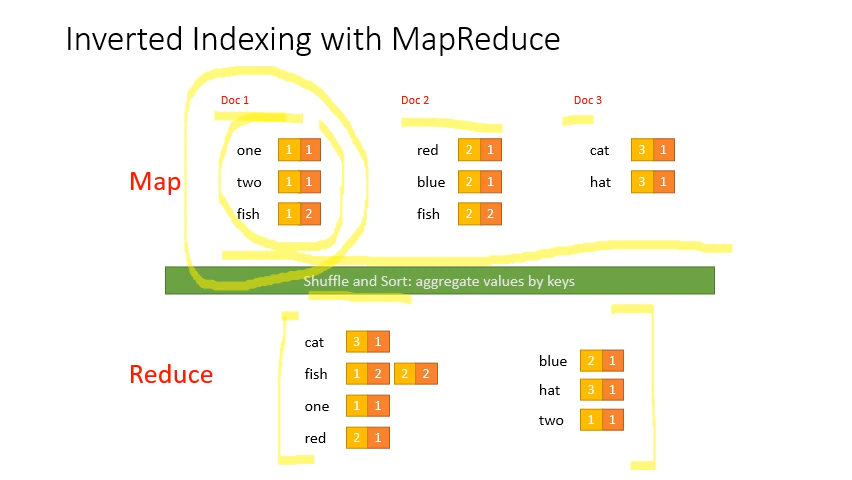 Inverted Indexing with MapReduce
Doc 1 Doc 2 Doc 3
one 1 1 red 2 1 cat 3 1
Map two 1 1 blue 2 1 hat 3 1
fish 1 2 fish 2 2
Shuffle and Sort: aggregate values by keys
cat 3 1
blue 2 1
Reduce fish 1 2 2 2
hat 3 1
one 1 1
two 1 1
red 2 1